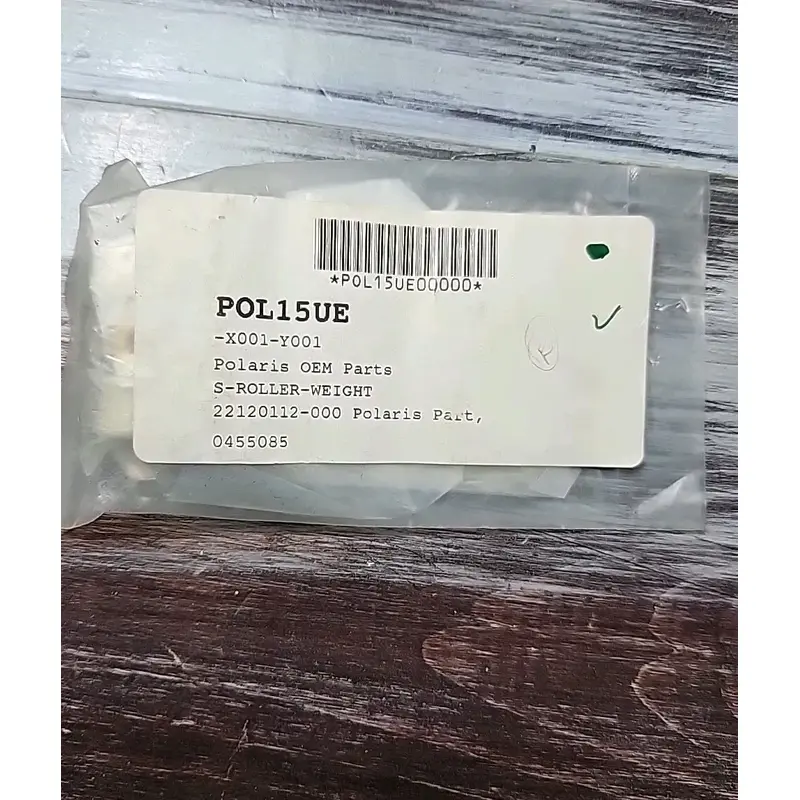 *POL15UE00000*
POL15UE
-X001-Y001
Polaris OEM Parts
S-ROLLER-WEIGHT
22120112-000 Polaris Part,
0455085